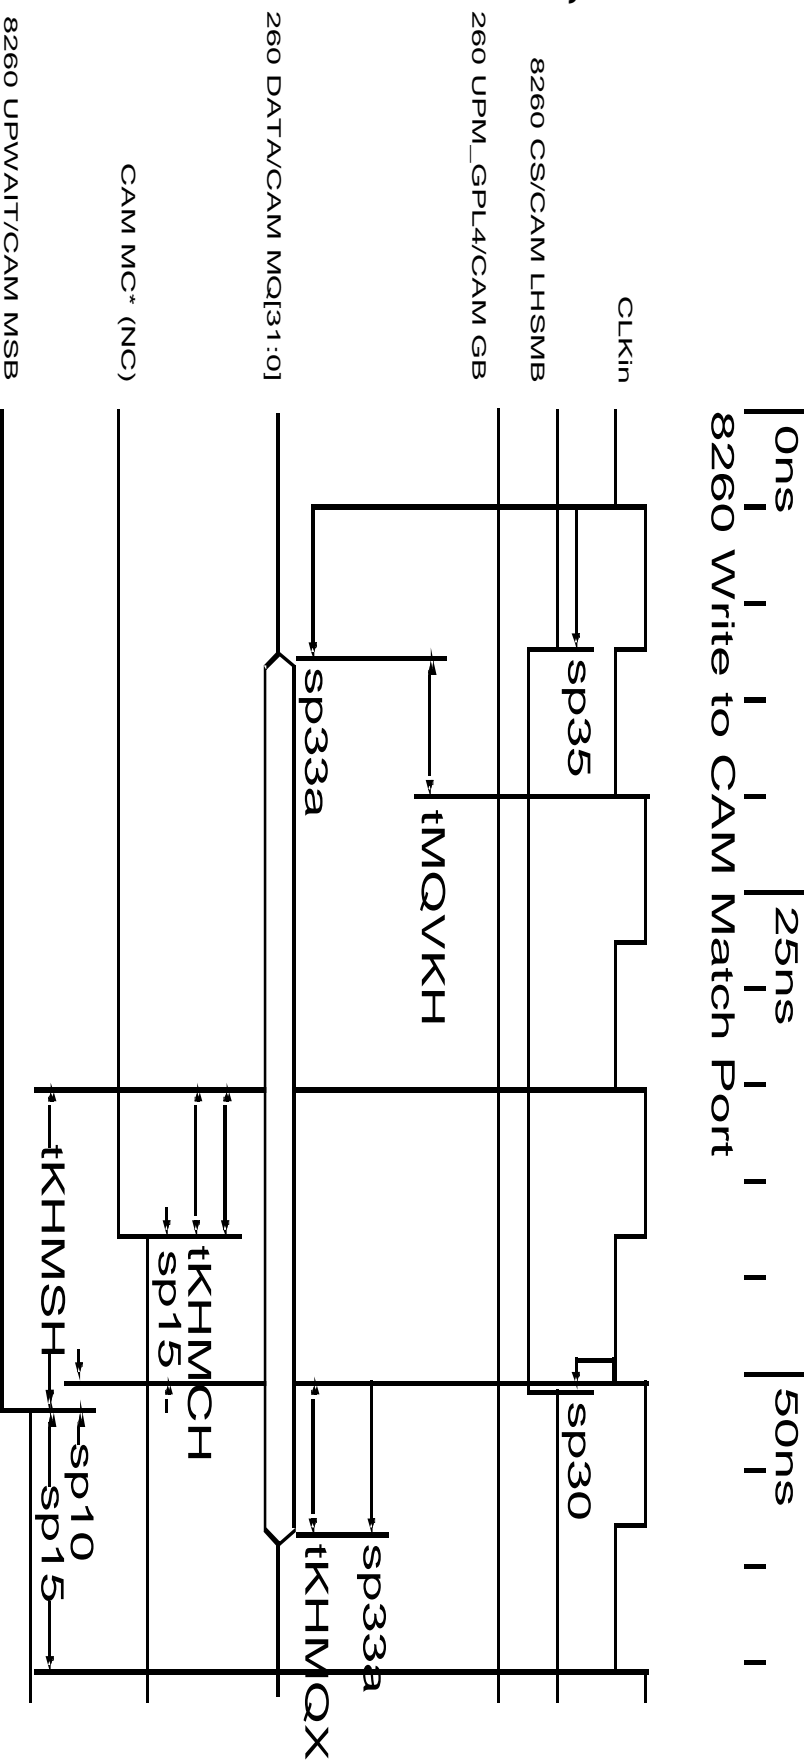 0ns
25ns
50ns
8260 Write to CAM Match Port
CLKin
8260 CS/CAM LHSMB
sp35
sp30
260 UPM_GPL4/CAM GB
tMQVKH
sp33a
260 DATA/CAM MQ[31:0]
sp33a
tKHMQX
tKHMCH
sp15
CAM MC* (NC)
sp10
tKHMSH
sp15
8260 UPWAIT/CAM MSB